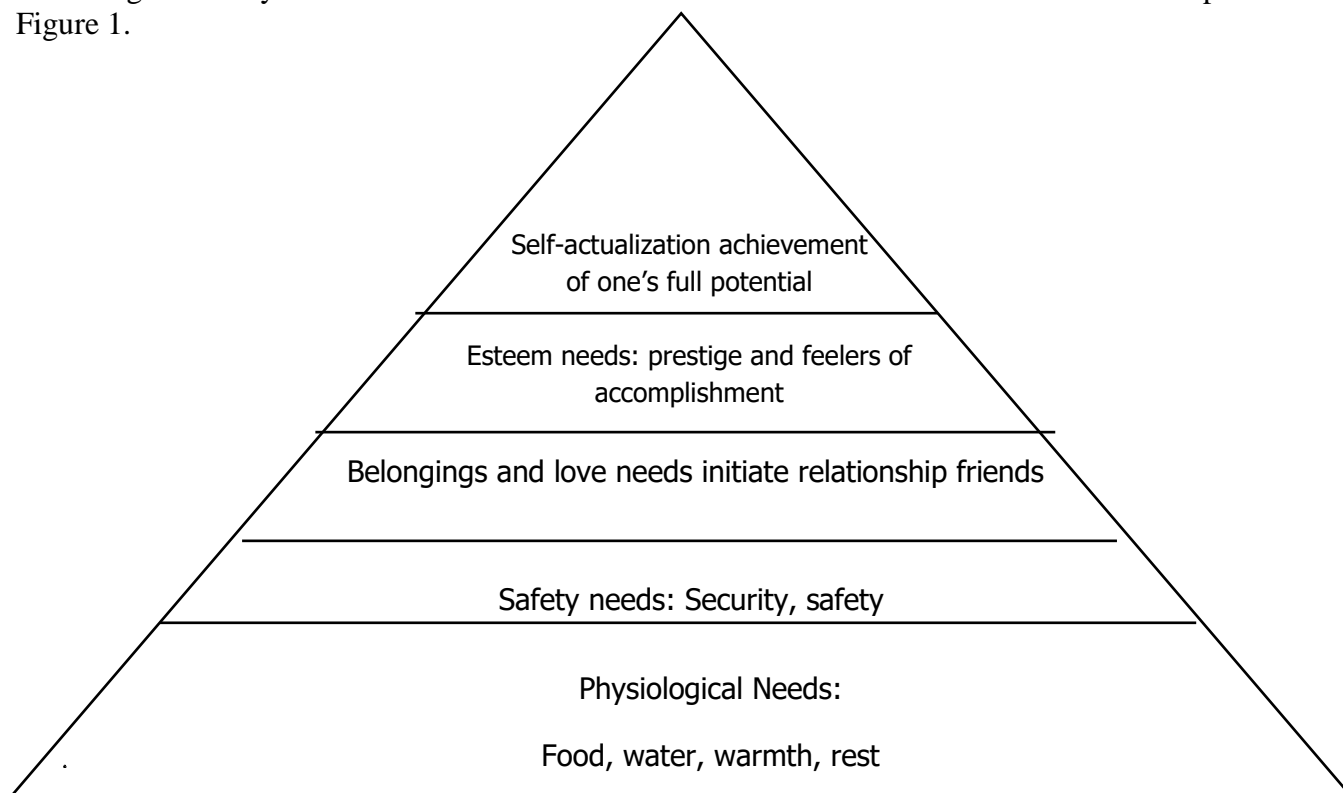 Figure 1.
Self-actualization achievement
of one’s full potential
Esteem needs: prestige and feelers of
accomplishment
Belongings and love needs initiate relationship friends
Safety needs: Security, safety
Physiological Needs:
Food, water, warmth, rest
.